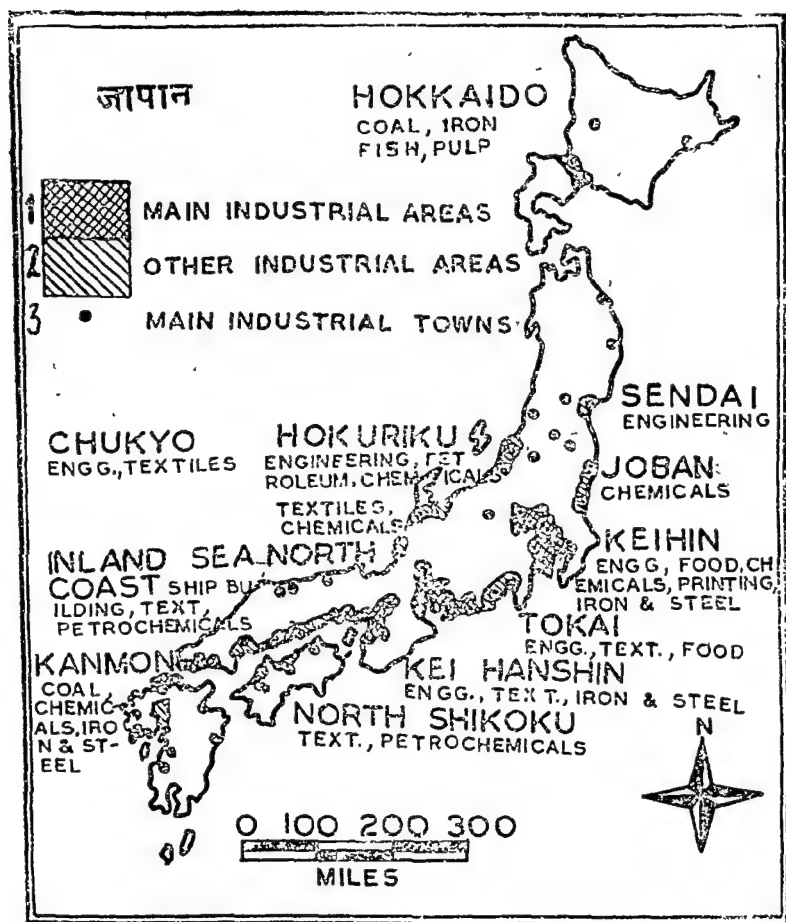 जापान
HOKKAIDO
COAL, IRON
FISH, PULP
1 MAIN INDUSTRIAL AREAS
2 OTHER INDUSTRIAL AREAS
3 MAIN INDUSTRIAL TOWNS
SENDAI
ENGINEERING
CHUKYO
ENGG., TEXTILES
HOKURIKU
ENGINEERING, PET
ROLEUM, CHEMICALS
TEXTILES,
CHEMICALS
JOBAN
CHEMICALS
KEIHIN
ENGG, FOOD, CH
EMICALS, PRINTING,
IRON & STEEL
INLAND SEA NORTH
COAST SHIP BU
ILDING, TEXT,
PETROCHEMICALS
TOKAI
ENGG., TEXT., FOOD
KANMON
COAL,
CHEMIC
ALS, IRO
N & ST-
EEL
KEI HANSHIN
ENGG., TEXT., IRON & STEEL
NORTH SHIKOKU
TEXT., PETROCHEMICALS
N
0 100 200 300
MILES